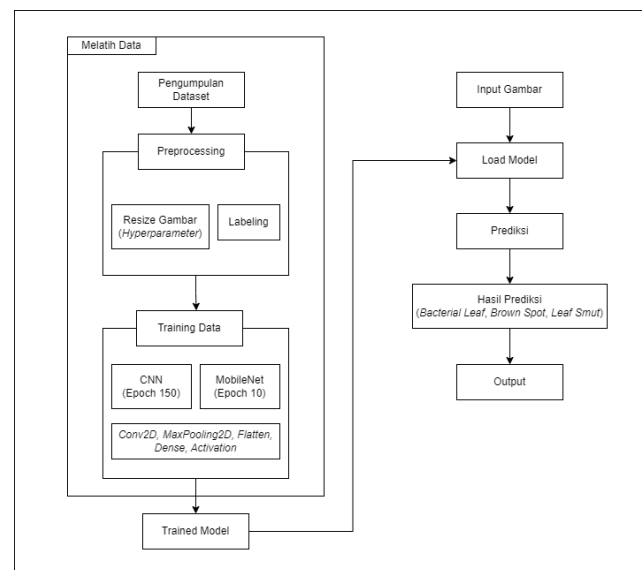 Melatih Data
Pengumpulan
Dataset
Preprocessing
Resize Gambar
(Hyperparameter)
Labeling
Training Data
CNN
(Epoch 150)
MobileNet
(Epoch 10)
Conv2D, MaxPooling2D, Flatten,
Dense, Activation
Trained Model
Input Gambar
Load Model
Prediksi
Hasil Prediksi
(Bacterial Leaf, Brown Spot, Leaf Smut)
Output